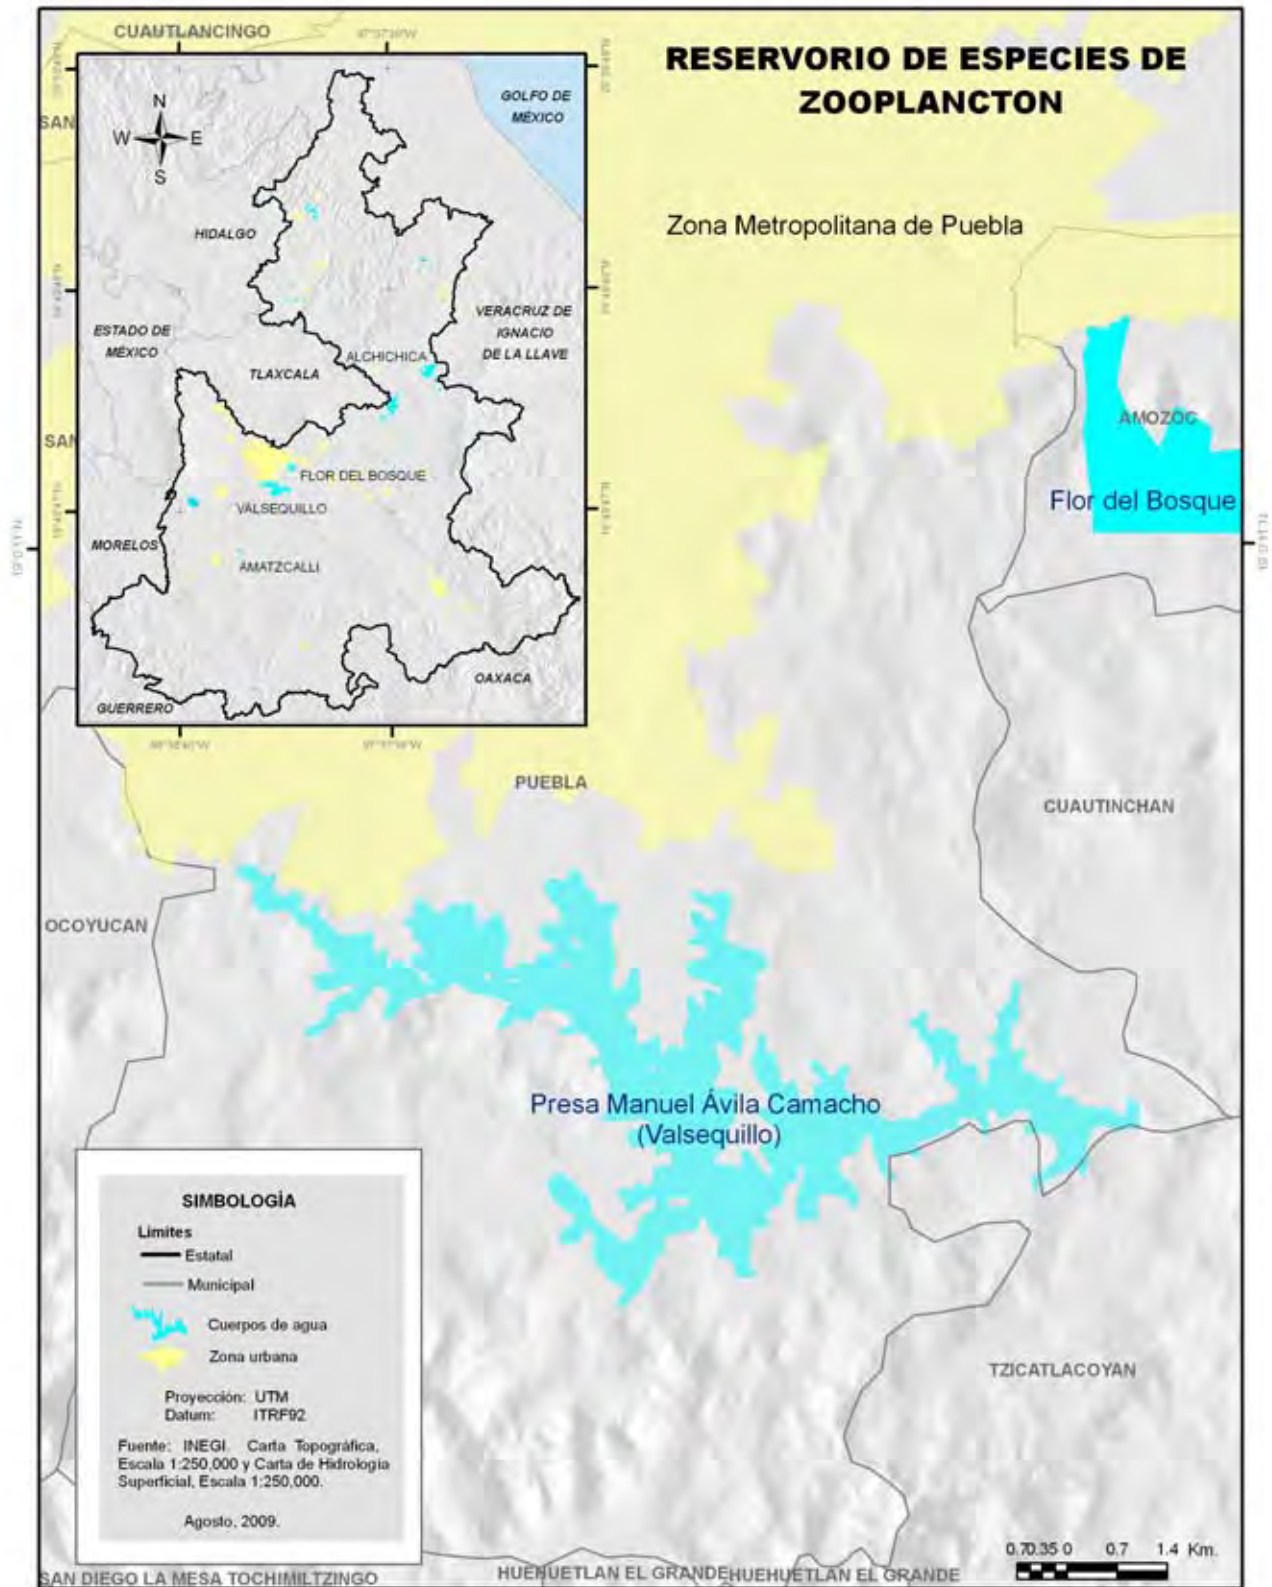 CUAUTLANCINGO
RESERVORIO DE ESPECIES DE
ZOOPLANCTON
SAN
N
W
E
S
GOLFO DE
MÉXICO
HIDALGO
Zona Metropolitana de Puebla
VERACRUZ DE
IGNACIO
DE LA LLAVE
ESTADO DE
MÉXICO
ALCHICHICA
TLAXCALA
AMOZOC
SAN
FLOR DEL BOSQUE
Flor del Bosque
VALSEQUILLO
MORELOS
AMATZCALLI
OAXACA
GUERRERO
PUEBLA
CUAUTINCHAN
OCOYUCAN
Presa Manuel Ávila Camacho
(Valsequillo)
SIMBOLOGÍA
Limites
Estatal
Municipal
Cuerpos de agua
Zona urbana
Proyección: UTM
Datum: ITRF92
Fuente: INEGI. Carta Topográfica,
Escala 1:250,000 y Carta de Hidrología
Superficial, Escala 1:250,000.
Agosto, 2009.
TZICATLACOYAN
0.70.35 0 0.7 1.4 Km.
SAN DIEGO LA MESA TOCHIMILTZINGO
HUEHUETLAN EL GRANDE
HUEHUETLAN EL GRANDE